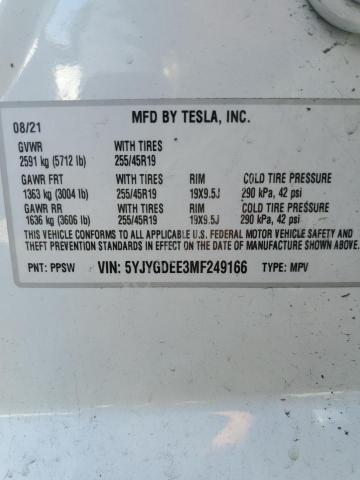 MFD BY TESLA, INC.
08/21
GVWR WITH TIRES
2591 kg (5712 lb) 255/45R19
GAWR FRT WITH TIRES RIM COLD TIRE PRESSURE
1363 kg (3004 lb) 255/45R19 19X9.5J 290 kPa, 42 psi
GAWR RR WITH TIRES RIM COLD TIRE PRESSURE
1636 kg (3606 lb) 255/45R19 19X9.5J 290 kPa, 42 psi
THIS VEHICLE CONFORMS TO ALL APPLICABLE U.S. FEDERAL MOTOR VEHICLE SAFETY AND
THEFT PREVENTION STANDARDS IN EFFECT ON THE DATE OF MANUFACTURE SHOWN ABOVE.
PNT: PPSW VIN: 5YJYGDEE3MF249166 TYPE: MPV